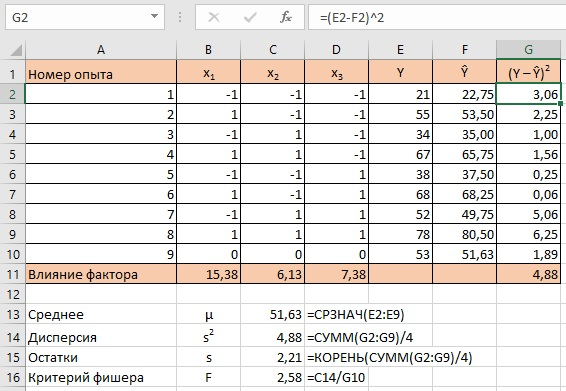 G2 =(E2-F2)^2
A B C D E F G
1 Номер опыта x₁ x₂ x₃ Y Ŷ (Y – Ŷ)²
2 1 -1 -1 -1 21 22,75 3,06
3 2 1 -1 -1 55 53,50 2,25
4 3 -1 1 -1 34 35,00 1,00
5 4 1 1 -1 67 65,75 1,56
6 5 -1 -1 1 38 37,50 0,25
7 6 1 -1 1 68 68,25 0,06
8 7 -1 1 1 52 49,75 5,06
9 8 1 1 1 78 80,50 6,25
10 9 0 0 0 53 51,63 1,89
11 Влияние фактора 15,38 6,13 7,38 4,88
12
13 Среднее μ 51,63 =СРЗНАЧ(E2:E9)
14 Дисперсия s² 4,88 =СУММ(G2:G9)/4
15 Остатки s 2,21 =КОРЕНЬ(СУММ(G2:G9)/4)
16 Критерий фишера F 2,58 =C14/G10